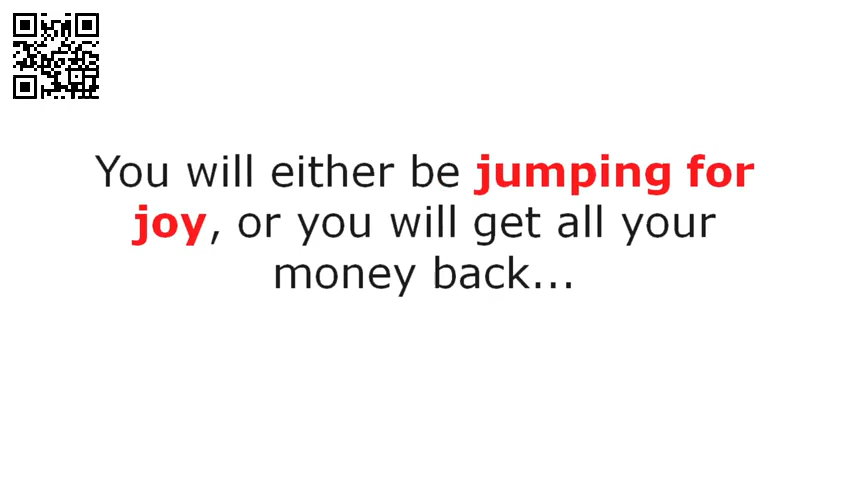 You will either be jumping for
joy, or you will get all your
money back...